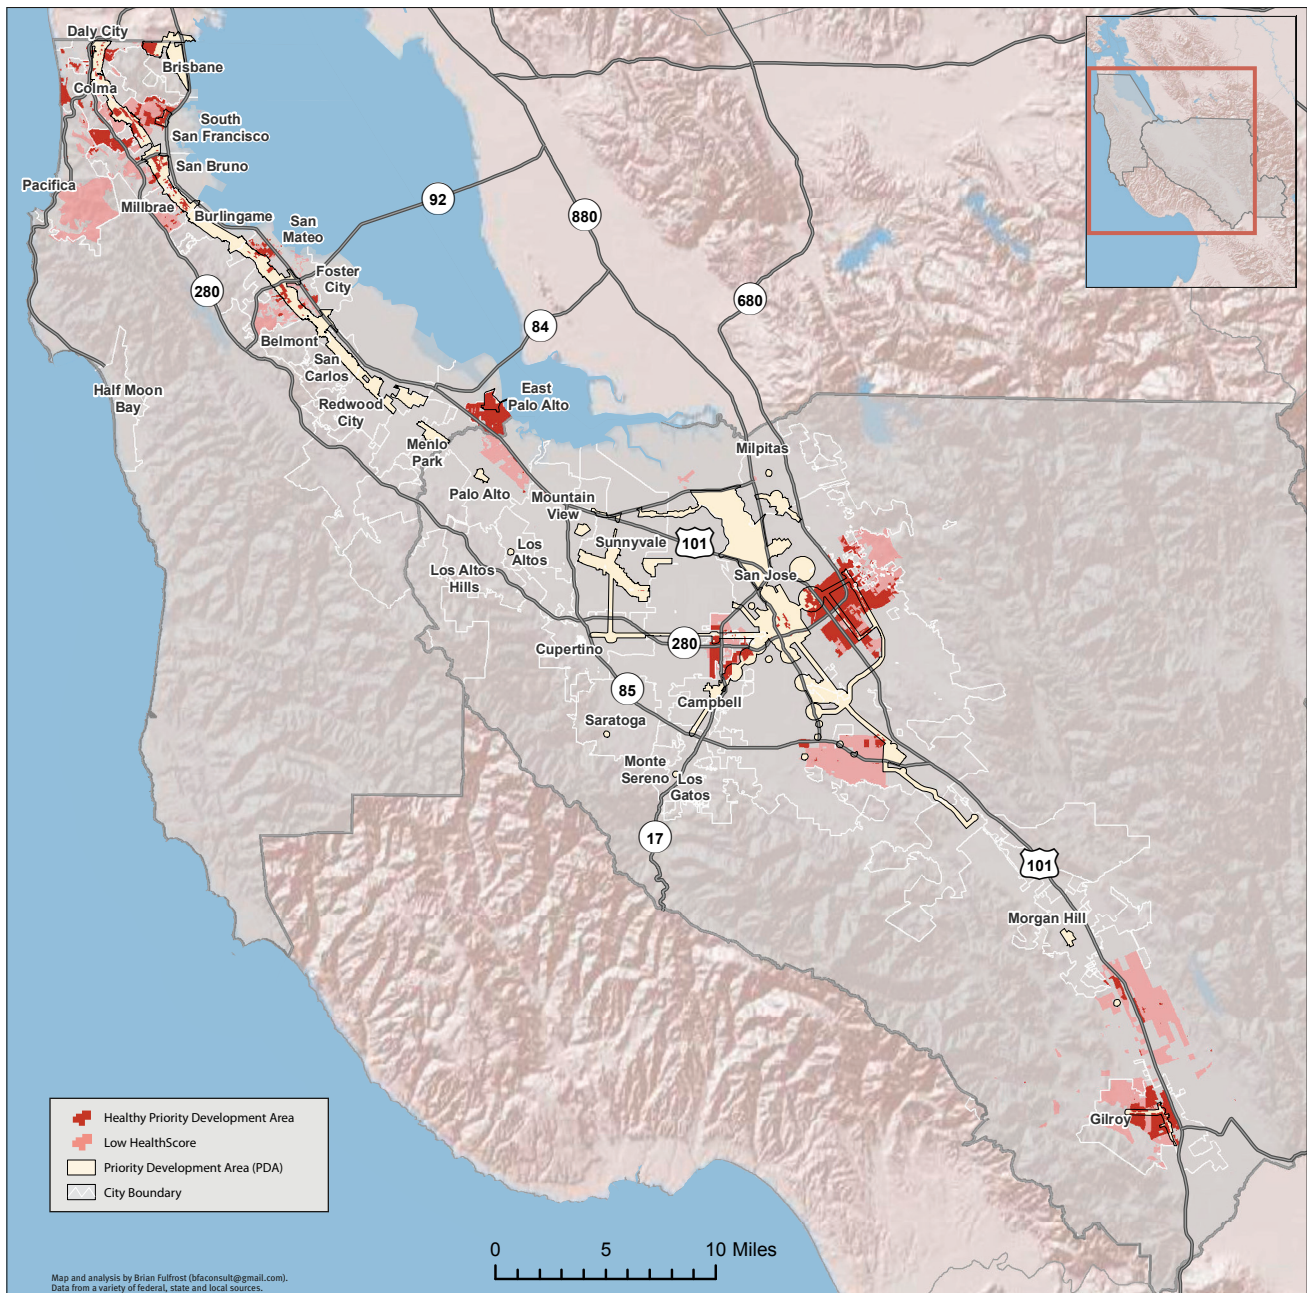 Daly City
Brisbane
Colma
South
San Francisco
San Bruno
Pacifica
Millbrae
Burlingame
San
Mateo
92
880
Foster
City
280
680
84
Belmont
San
Carlos
Half Moon
Bay
Redwood
City
East
Palo Alto
Menlo
Park
Milpitas
Palo Alto
Mountain
View
Sunnyvale
101
Los
Altos
San Jose
Los Altos
Hills
Cupertino
280
85
Campbell
Saratoga
Monte
Sereno
Los
Gatos
17
101
Morgan Hill
Gilroy
Healthy Priority Development Area
Low HealthScore
Priority Development Area (PDA)
City Boundary
0 5 10 Miles
Map and analysis by Brian Fulfrost (bfaconsult@gmail.com).
Data from a variety of federal, state and local sources.